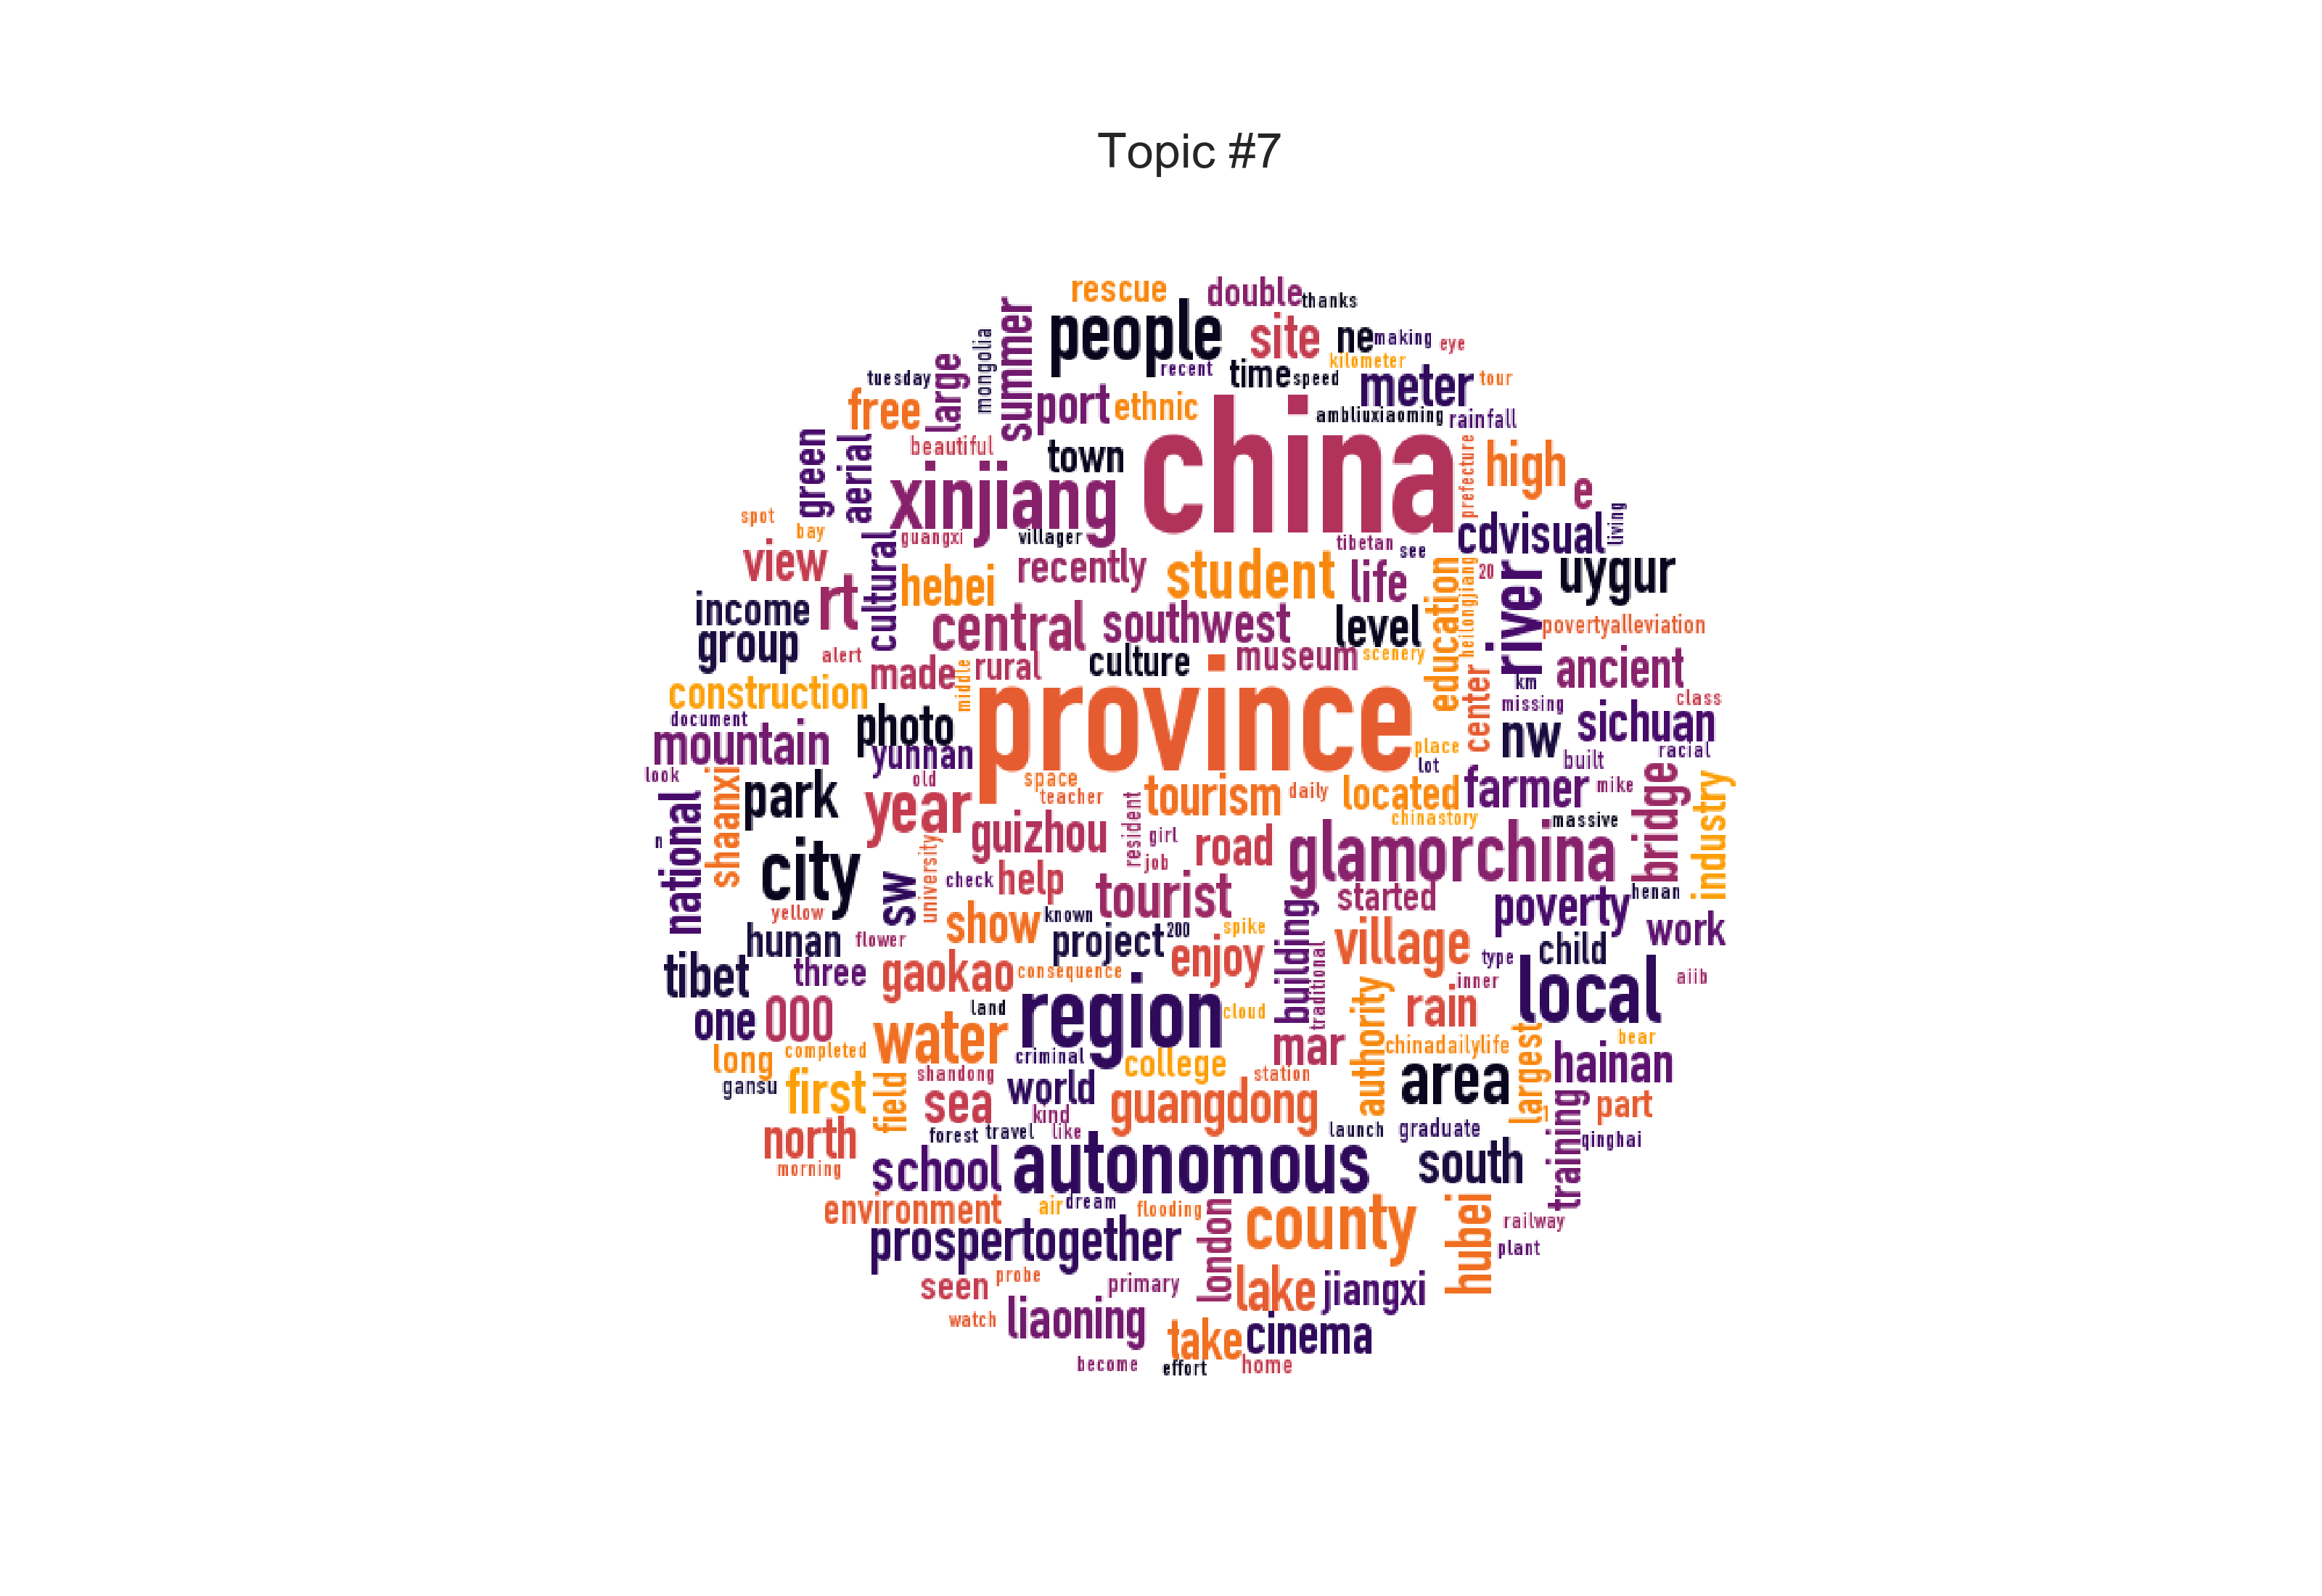 Topic #7
rescue
double
thanks
people
site
ne
making
eye
summer
mongolia
large
tuesday
recent
kilometer
time
speed
meter
tour
free
port
ethnic
china
ambliuxiaoming
rainfall
green
aerial
beautiful
town
xinjiang
prefecture
high
e
spot
bay
cultural
guangxi
villager
tibetan
see
cdvisual
living
view
rt
hebei
recently
student
life
education
heilongjiang
20
river
uygur
income
group
central
southwest
level
povertyalleviation
alert
made
rural
culture
museum
scenery
ancient
construction
middle
province
center
km
missing
class
document
photo
yunnan
place
lot
nw
sichuan
mountain
built
racial
look
shaanxi
park
old
space
teacher
tourism
daily
located
farmer
mike
bridge
industry
year
chinastory
massive
national
n
guizhou
resident
girl
job
road
glamorchina
city
sw
university
check
help
tourist
started
henan
poverty
yellow
show
known
project
200
spike
building
village
child
work
hunan
flower
enjoy
traditional
type
tibet
three
gaokao
consequence
inner
local
aiib
one
000
land
region
cloud
authority
rain
water
mar
chinadailylife
largest
bear
long
completed
criminal
college
hainan
gansu
first
field
shandong
world
station
area
sea
kind
guangdong
training
part
1
north
forest
travel
like
launch
graduate
qinghai
morning
school
autonomous
south
environment
air
dream
flooding
london
county
hubei
railway
plant
prospertogether
seen
probe
primary
lake
jiangxi
watch
liaoning
take
cinema
become
effort
home